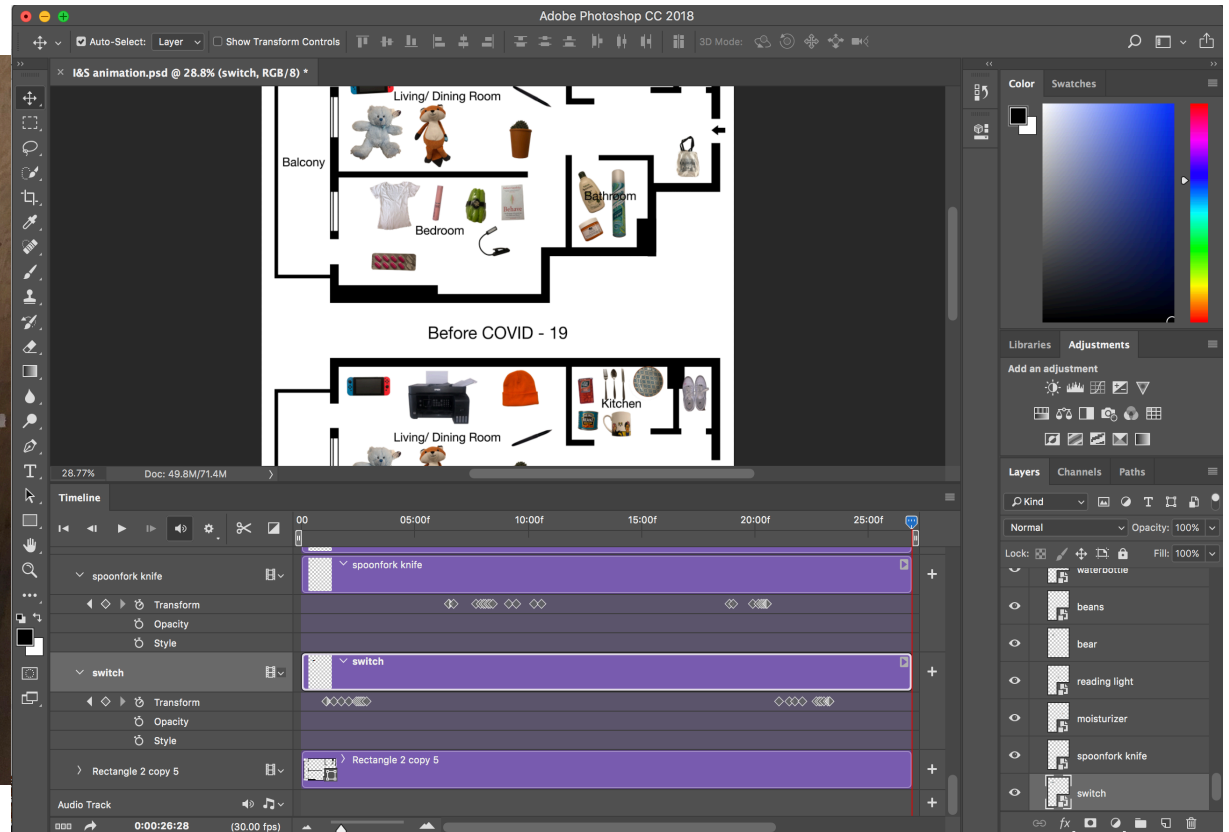 Adobe Photoshop CC 2018
Auto-Select: Layer Show Transform Controls 3D Mode:
× I&S animation.psd @ 28.8% (switch, RGB/8) *
Living/ Dining Room
Balcony
Bathroom
Bedroom
Before COVID - 19
Kitchen
Living/ Dining Room
28.77% Doc: 49.8M/71.4M
Timeline
00 05:00f 10:00f 15:00f 20:00f 25:00f
spoonfork knife
spoonfork knife
Transform
Opacity
Style
switch
switch
Transform
Opacity
Style
Rectangle 2 copy 5
Rectangle 2 copy 5
Audio Track
0:00:26:28 (30.00 fps)
Color Swatches
Libraries Adjustments
Add an adjustment
Layers Channels Paths
Kind
Normal Opacity: 100%
Lock: Fill: 100%
waterbottle
beans
bear
reading light
moisturizer
spoonfork knife
switch
fx